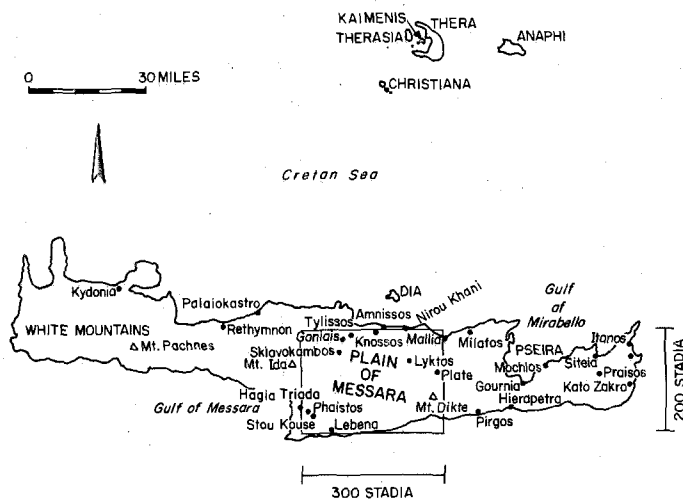 KAIMENIS
THERA
THERASIA
ANAPHI
0 30 MILES
CHRISTIANA
Cretan Sea
Gulf
of
Mirabello
DIA
Nirou Khani
Kydonia
Palaiokastro
Amnissos
Rethymnon
Tylissos
Goniais
Knossos
Mallia
Milatos
PSEIRA
Itanos
WHITE MOUNTAINS
Mt. Pachnes
Sklavokambos
PLAIN
OF
MESSARA
Mt. Ida
Lyktos
Plate
Mochlos
Siteia
Praisos
Gournia
Kato Zakro
Hagia Triada
Mt. Dikte
Hierapetra
Gulf of Messara
Phaistos
Stou Kouse
Lebena
Pirgos
200 STADIA
300 STADIA